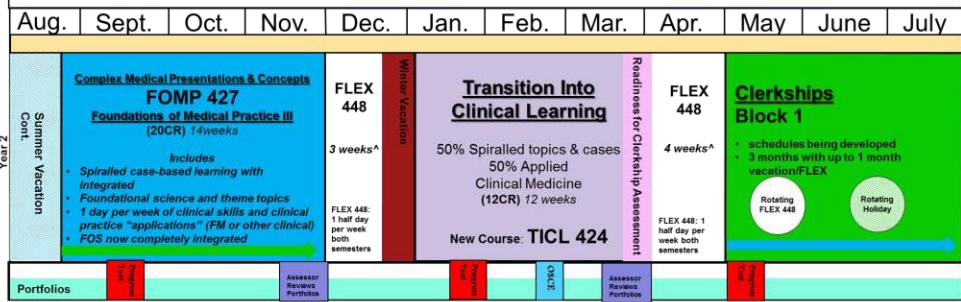 Aug.
Sept.
Oct.
Nov.
Dec.
Jan.
Feb.
Mar.
Apr.
May
June
July
Year 2
Summer Vacation
Cont.
Complex Medical Presentations & Concepts
FOMP 427
Foundations of Medical Practice III
(20CR) 14weeks
Includes
• Spiralled case-based learning with
integrated
• Foundational science and theme topics
• 1 day per week of clinical skills and clinical
practice “applications” (FM or other clinical)
• FOS now completely integrated
FLEX
448
3 weeks^
FLEX 448:
1 half day
per week
both
semesters
Winter Vacation
Transition Into
Clinical Learning
50% Spiralled topics & cases
50% Applied
Clinical Medicine
(12CR) 12 weeks
New Course: TICL 424
Readiness for Clerkship Assessment
FLEX
448
4 weeks^
FLEX 448: 1
half day per
week both
semesters
Clerkships
Block 1
• schedules being developed
• 3 months with up to 1 month
vacation/FLEX
Rotating
FLEX 448
Rotating
Holiday
Portfolios
Progress
Test
Assessor
Reviews
Portfolios
Progress
Test
OSCE
Assessor
Reviews
Portfolios
Progress
Test